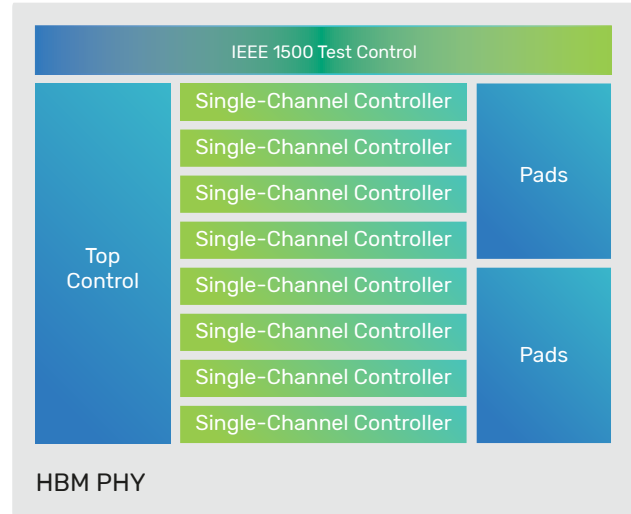 IEEE 1500 Test Control
Top
Control
Single-Channel Controller
Single-Channel Controller
Single-Channel Controller
Single-Channel Controller
Single-Channel Controller
Single-Channel Controller
Single-Channel Controller
Single-Channel Controller
Pads
Pads
HBM PHY